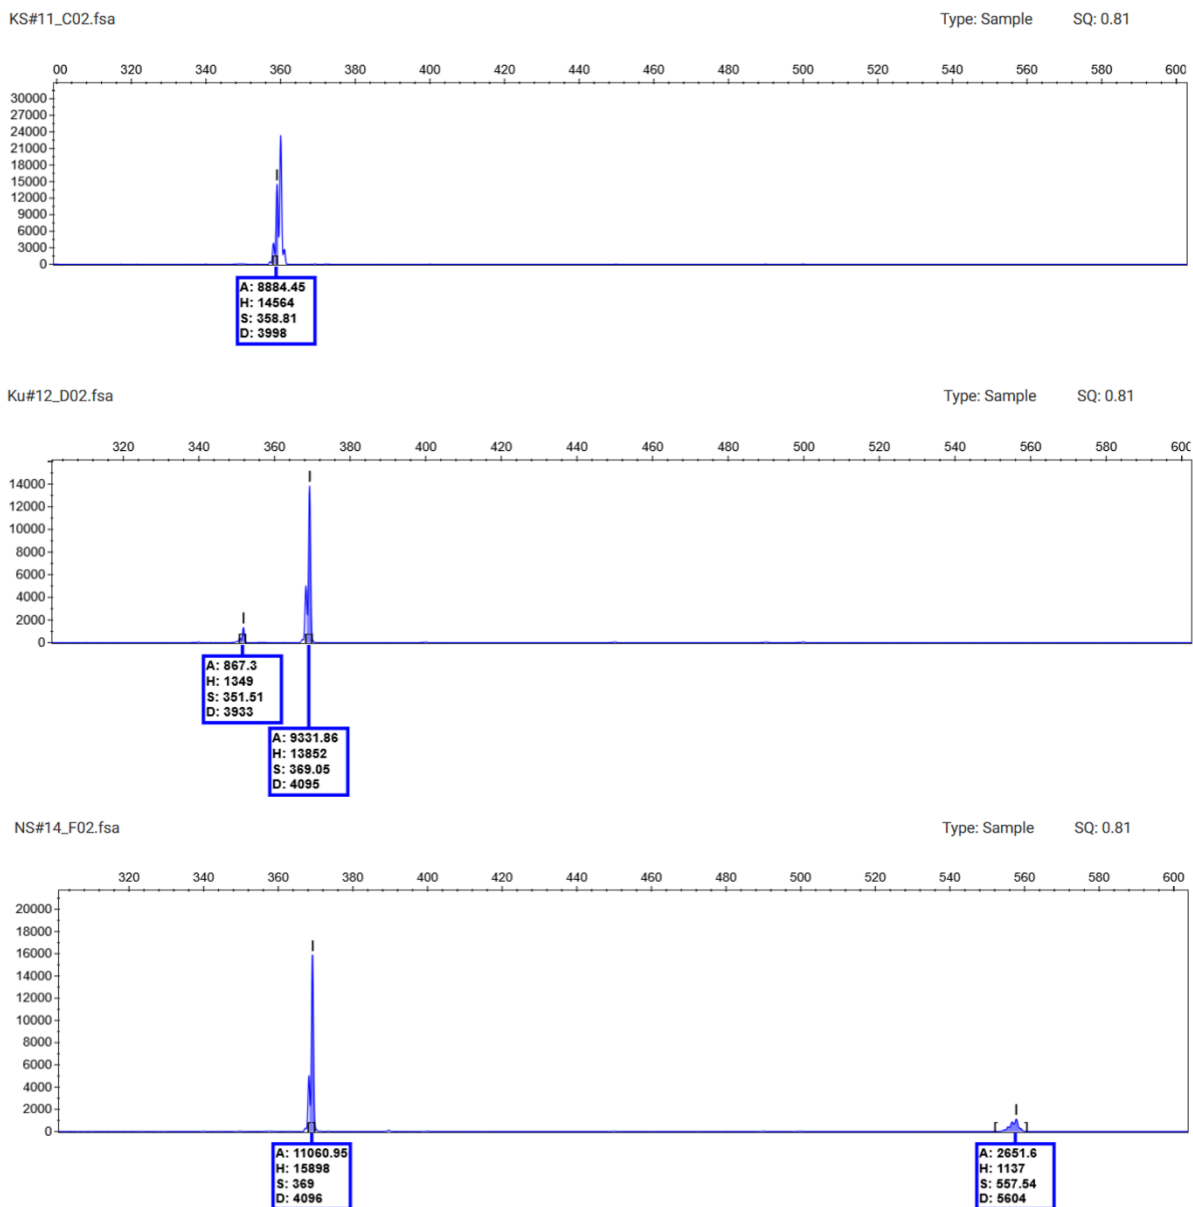 KS#11_C02.fsa Type: Sample SQ: 0.81
00 320 340 360 380 400 420 440 460 480 500 520 540 560 580 600
30000
27000
24000
21000
18000
15000
12000
9000
6000
3000
0
A: 8884.45
H: 14564
S: 358.81
D: 3998
Ku#12_D02.fsa Type: Sample SQ: 0.81
320 340 360 380 400 420 440 460 480 500 520 540 560 580 60
14000
12000
10000
8000
6000
4000
2000
0
A: 867.3
H: 1349
S: 351.51
D: 3933
A: 9331.86
H: 13852
S: 369.05
D: 4095
NS#14_F02.fsa Type: Sample SQ: 0.81
320 340 360 380 400 420 440 460 480 500 520 540 560 580 600
20000
18000
16000
14000
12000
10000
8000
6000
4000
2000
0
A: 11060.95
H: 15898
S: 369
D: 4096
A: 2651.6
H: 1137
S: 557.54
D: 5604